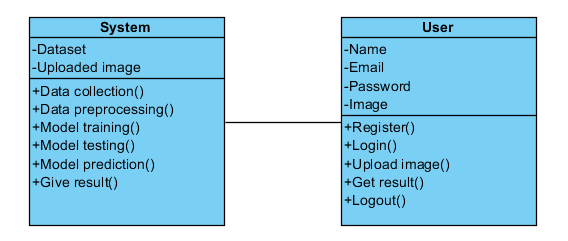 System
-Dataset
-Uploaded image
+Data collection()
+Data preprocessing()
+Model training()
+Model testing()
+Model prediction()
+Give result()
User
-Name
-Email
-Password
-Image
+Register()
+Login()
+Upload image()
+Get result()
+Logout()